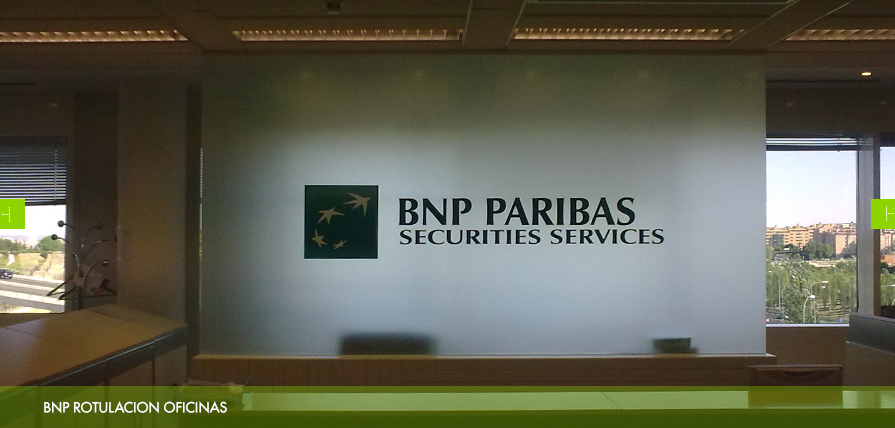 BNP PARIBAS
SECURITIES SERVICES
BNP ROTULACION OFICINAS